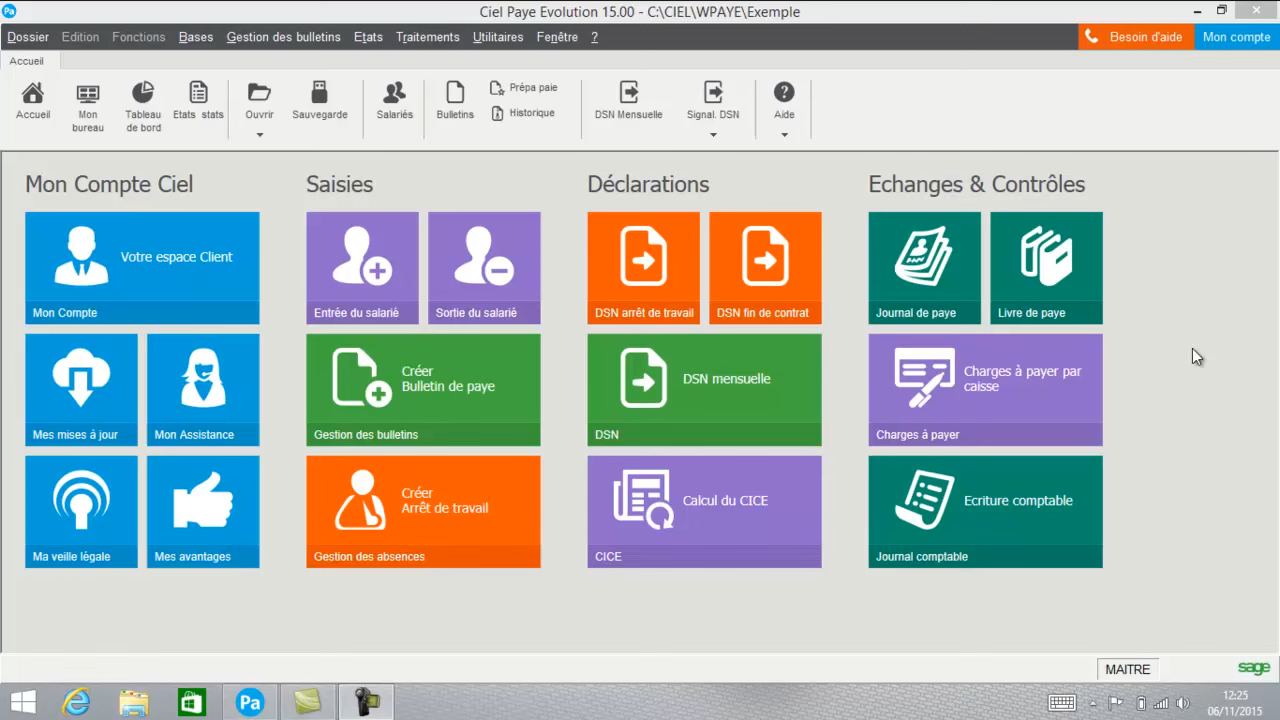 Pa
Ciel Paye Evolution 15.00 - C:\CIEL\WPAYE\Exemple
Dossier Edition Fonctions Bases Gestion des bulletins Etats Traitements Utilitaires Fenêtre ?
Besoin d'aide Mon compte
Accueil
Accueil
Mon
bureau
Tableau
de bord
Etats stats
Ouvrir
Sauvegarde
Salariés
Bulletins
Prépa paie
Historique
DSN Mensuelle
Signal. DSN
Aide
Mon Compte Ciel
Votre espace Client
Mon Compte
Mes mises à jour
Mon Assistance
Ma veille légale
Mes avantages
Saisies
Entrée du salarié
Sortie du salarié
Créer
Bulletin de paye
Gestion des bulletins
Créer
Arrêt de travail
Gestion des absences
Déclarations
DSN arrêt de travail
DSN fin de contrat
DSN mensuelle
DSN
Calcul du CICE
CICE
Echanges & Contrôles
Journal de paye
Livre de paye
Charges à payer par
caisse
Charges à payer
Ecriture comptable
Journal comptable
MAITRE
sage
Pa
12:25
06/11/2015